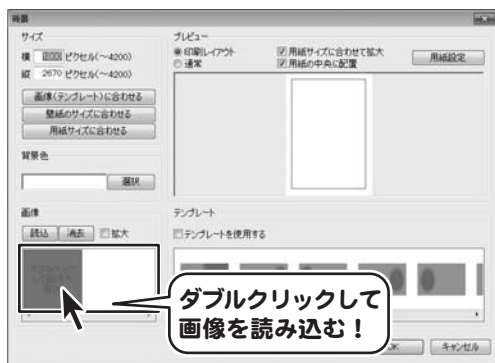 背景
サイズ
横 ピクセル(~4200)
縦 2670 ピクセル(~4200)
画像(テンプレート)に合わせる
壁紙のサイズに合わせる
用紙サイズに合わせる
背景色
選択
プレビュー
印刷レイアウト
通常
用紙サイズに合わせて拡大
用紙の中央に配置
用紙設定
画像
読込 消去 拡大
テンプレート
テンプレートを使用する
ダブルクリックして
画像を読み込む！
キャンセル